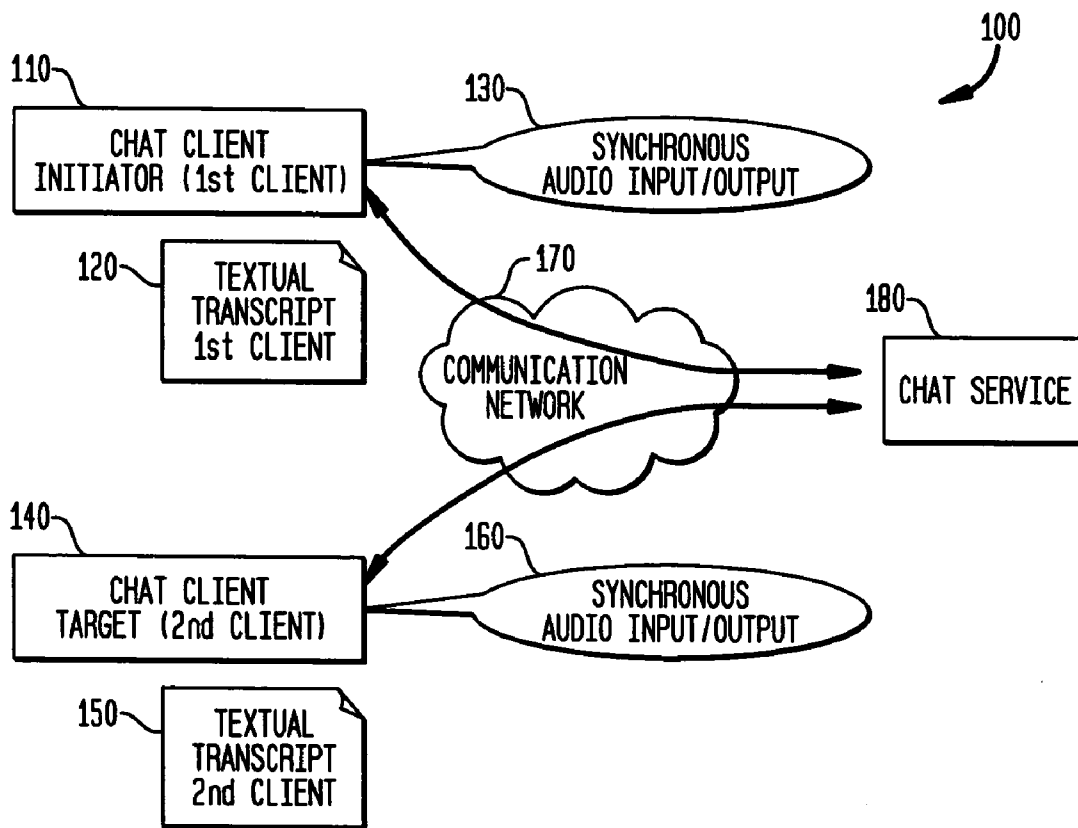 100
110
CHAT CLIENT
INITIATOR (1st CLIENT)
130
SYNCHRONOUS
AUDIO INPUT/OUTPUT
120
TEXTUAL
TRANSCRIPT
1st CLIENT
170
COMMUNICATION
NETWORK
180
CHAT SERVICE
140
CHAT CLIENT
TARGET (2nd CLIENT)
160
SYNCHRONOUS
AUDIO INPUT/OUTPUT
150
TEXTUAL
TRANSCRIPT
2nd CLIENT